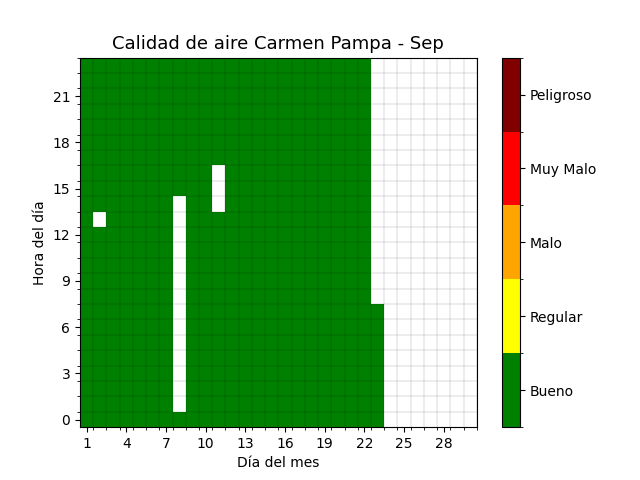 Calidad de aire Carmen Pampa - Sep
Hora del día
21
18
15
12
9
6
3
0
1 4 7 10 13 16 19 22 25 28
Día del mes
Peligroso
Muy Malo
Malo
Regular
Bueno